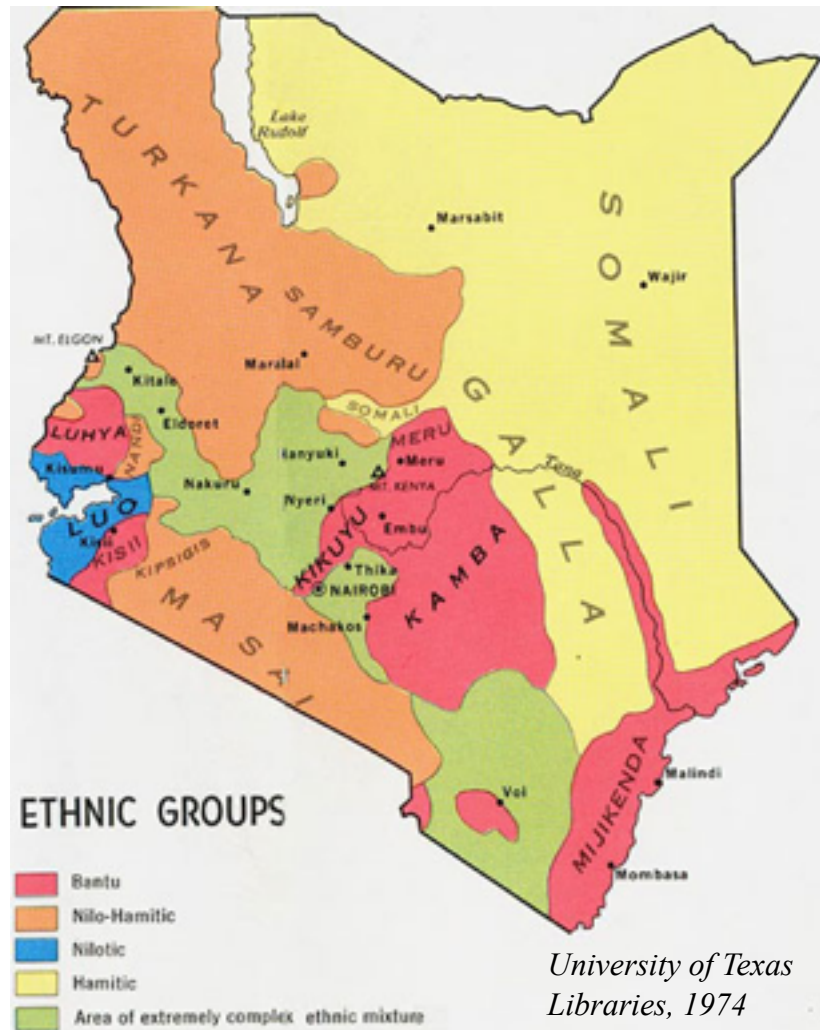 Lake
Rudolf
TURKANA
SAMBURU
SOMALI
GALLA
Marsabit
Wajir
MT. ELGON
Kitale
Maralal
Eldoret
SOMALI
LUHYA
NANDI
MERU
Meru
Nanyuki
MT. KENYA
Tana
Kisumu
Nakuru
Nyeri
LUO
Embu
KISII
KIPSIGIS
KIKUYU
Thika
KAMBA
NAIROBI
MASAI
Machakos
Voi
MIJIKENDA
Malindi
Mombasa
ETHNIC GROUPS
Bantu
Nilo-Hamitic
Nilotic
Hamitic
Area of extremely complex ethnic mixture
University of Texas
Libraries, 1974